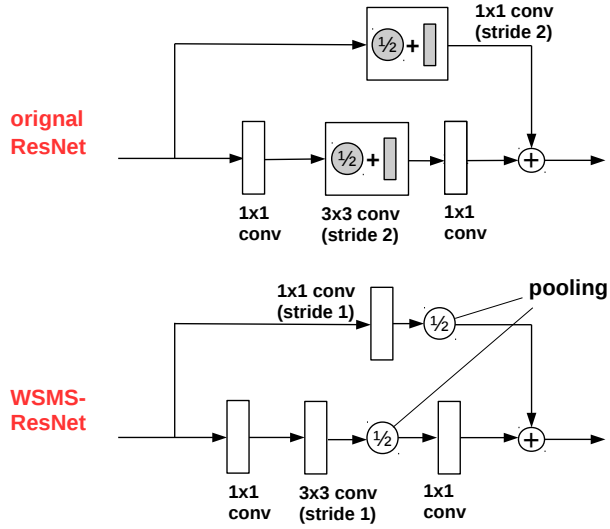 1x1 conv
(stride 2)
½ +
orignal
ResNet
½ +
+
1x1
conv
3x3 conv
(stride 2)
1x1
conv
1x1 conv
(stride 1)
pooling
½
WSMS-
ResNet
½
+
1x1
conv
3x3 conv
(stride 1)
1x1
conv